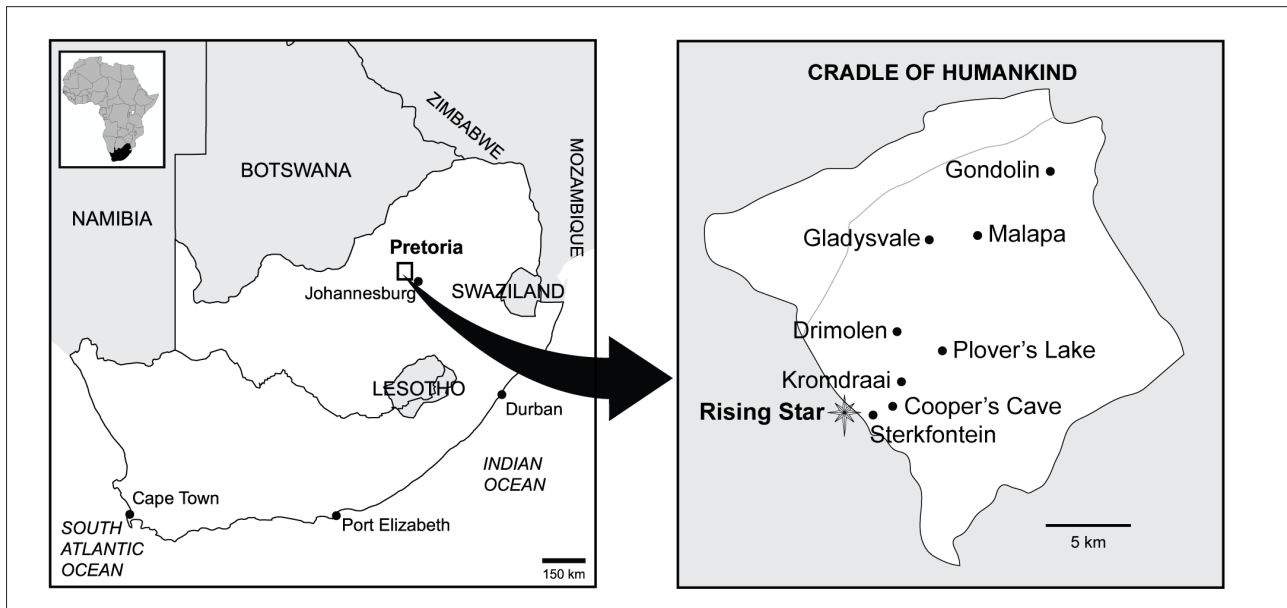 NAMIBIA
BOTSWANA
ZIMBABWE
MOZAMBIQUE
Pretoria
Johannesburg
SWAZILAND
LESOTHO
Durban
INDIAN
OCEAN
Cape Town
Port Elizabeth
SOUTH
ATLANTIC
OCEAN
150 km
CRADLE OF HUMANKIND
Gondolin
Gladysvale
Malapa
Drimolen
Plover's Lake
Kromdraai
Rising Star
Cooper's Cave
Sterkfontein
5 km